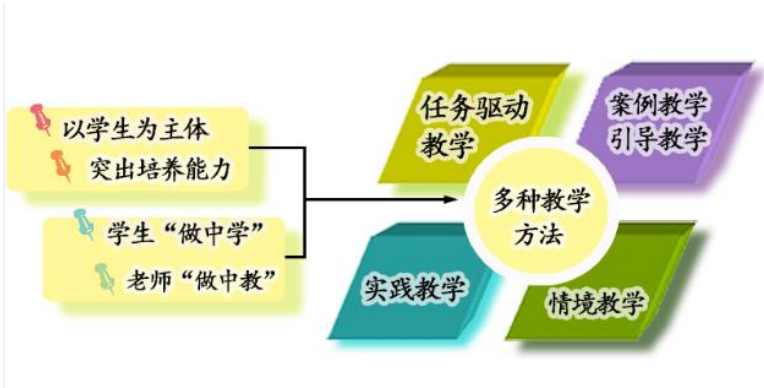 以学生为主体
突出培养能力
学生“做中学”
老师“做中教”
任务驱动
教学
案例教学
引导教学
多种教学
方法
实践教学
情境教学